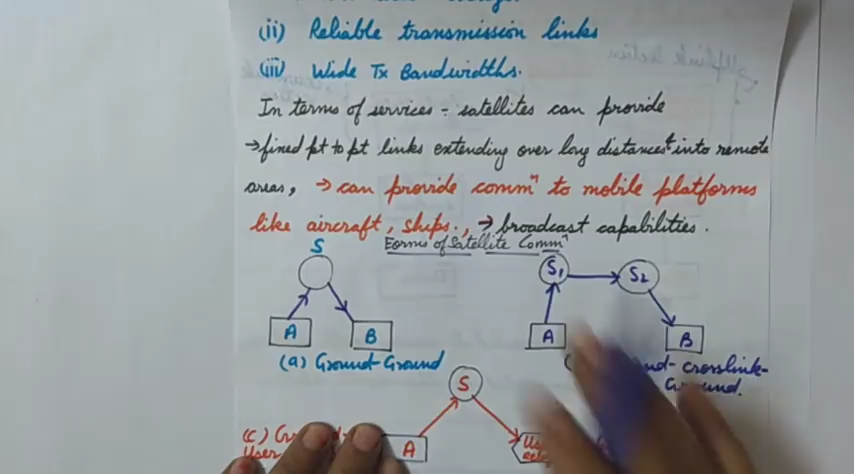 (ii) Reliable transmission links
(iii) Wide Tx Bandwidths.
In terms of services - satellites can provide
→ fined pt to pt links extending over long distances & into remote
areas, → can provide commⁿ to mobile platforms
like aircraft, ships., → broadcast capabilities.
Forms of Satellite Commⁿ
S
S1 S2
A B
A B
(a) Ground-Ground
crosslink-
Ground.
S
(c)
A